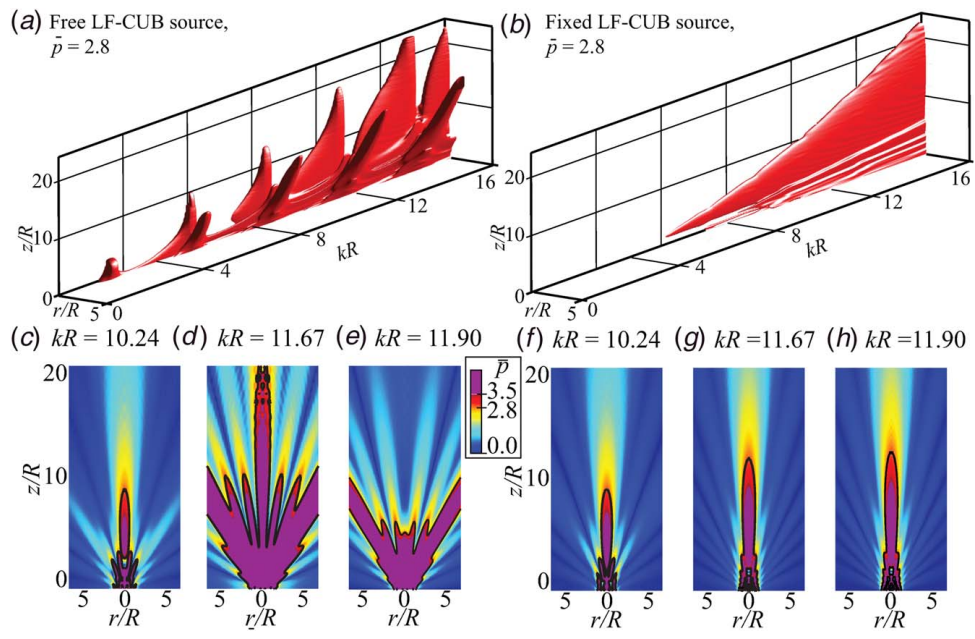 (a) Free LF-CUB source,
p̄ = 2.8
20
10
0
z/R
r/R
5
0
4
8
12
16
kR
(b) Fixed LF-CUB source,
p̄ = 2.8
20
10
0
z/R
r/R
5
0
4
8
12
16
kR
(c) kR = 10.24
(d) kR = 11.67
(e) kR = 11.90
(f) kR = 10.24
(g) kR =11.67
(h) kR =11.90
p̄
3.5
2.8
0.0
20
10
0
z/R
5 0 5
r/R
5 0 5
r/R
5 0 5
r/R
20
10
0
z/R
5 0 5
r/R
5 0 5
r/R
5 0 5
r/R